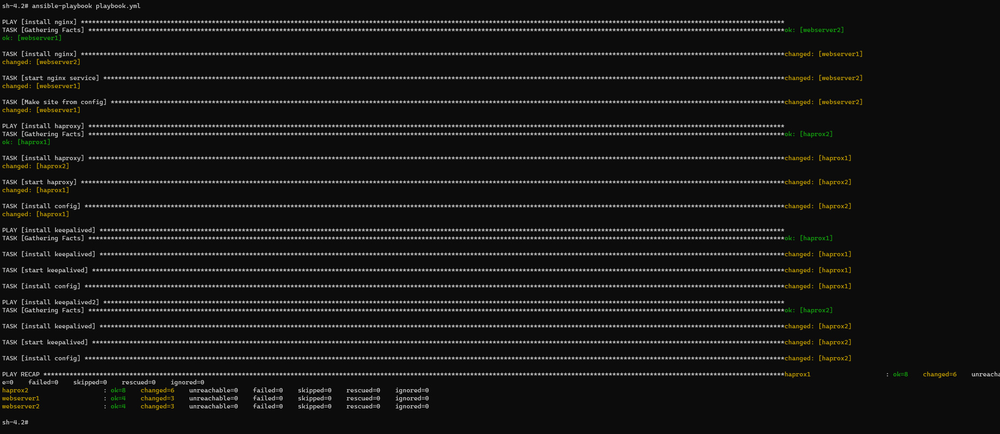 sh-4.2# ansible-playbook playbook.yml
PLAY [install nginx] ********************************************************************************************************************************************************************************************
TASK [Gathering Facts] ******************************************************************************************************************************************************************************************ok: [webserver2]
ok: [webserver1]
TASK [install nginx] ********************************************************************************************************************************************************************************************changed: [webserver1]
changed: [webserver2]
TASK [start nginx service] **************************************************************************************************************************************************************************************changed: [webserver2]
changed: [webserver1]
TASK [Make site from config] ************************************************************************************************************************************************************************************changed: [webserver2]
changed: [webserver1]
PLAY [install haproxy] ******************************************************************************************************************************************************************************************
TASK [Gathering Facts] ******************************************************************************************************************************************************************************************ok: [haprox2]
ok: [haprox1]
TASK [install haproxy] ******************************************************************************************************************************************************************************************changed: [haprox1]
changed: [haprox2]
TASK [start haproxy] ********************************************************************************************************************************************************************************************changed: [haprox2]
changed: [haprox1]
TASK [install config] *******************************************************************************************************************************************************************************************changed: [haprox2]
changed: [haprox1]
PLAY [install keepalived] ***************************************************************************************************************************************************************************************
TASK [Gathering Facts] ******************************************************************************************************************************************************************************************ok: [haprox1]
TASK [install keepalived] ***************************************************************************************************************************************************************************************changed: [haprox1]
TASK [start keepalived] *****************************************************************************************************************************************************************************************changed: [haprox1]
TASK [install config] *******************************************************************************************************************************************************************************************changed: [haprox1]
PLAY [install keepalived2] **************************************************************************************************************************************************************************************
TASK [Gathering Facts] ******************************************************************************************************************************************************************************************ok: [haprox2]
TASK [install keepalived] ***************************************************************************************************************************************************************************************changed: [haprox2]
TASK [start keepalived] *****************************************************************************************************************************************************************************************changed: [haprox2]
TASK [install config] *******************************************************************************************************************************************************************************************changed: [haprox2]
PLAY RECAP ******************************************************************************************************************************************************************************************************haprox1                    : ok=8    changed=6    unreacha
e=0    failed=0    skipped=0    rescued=0    ignored=0
haprox2                    : ok=8    changed=6    unreachable=0    failed=0    skipped=0    rescued=0    ignored=0
webserver1                 : ok=4    changed=3    unreachable=0    failed=0    skipped=0    rescued=0    ignored=0
webserver2                 : ok=4    changed=3    unreachable=0    failed=0    skipped=0    rescued=0    ignored=0
sh-4.2#